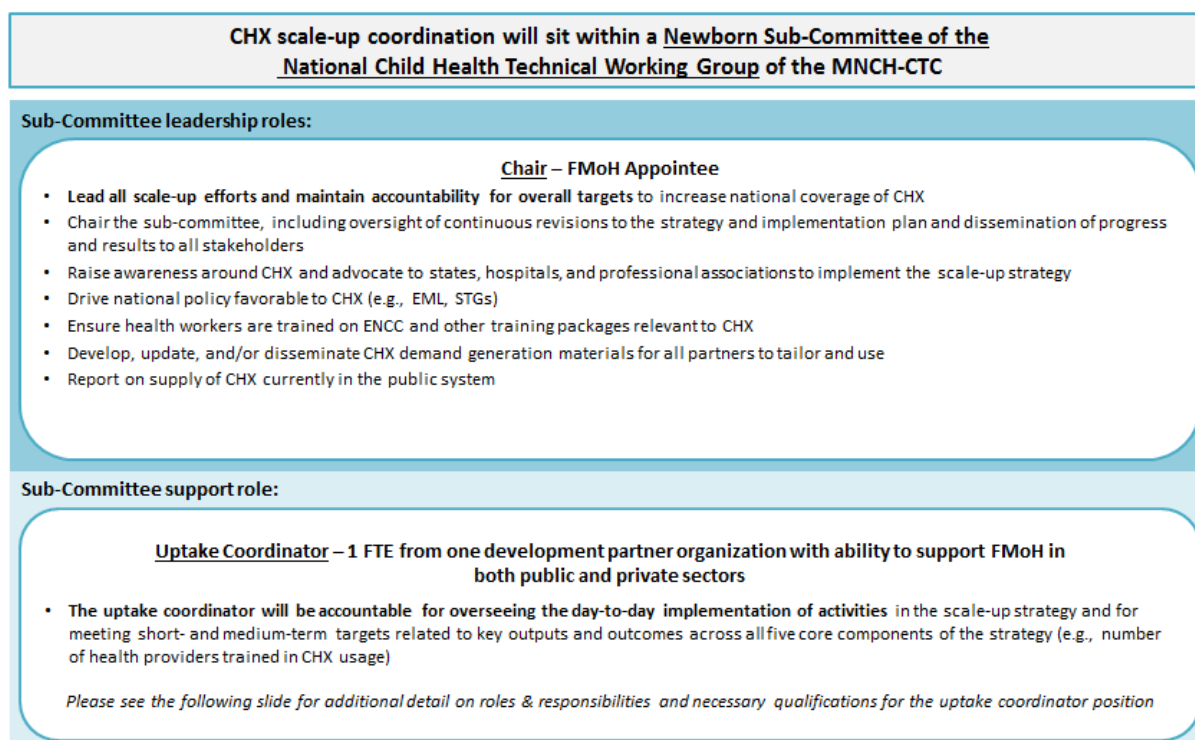 CHX scale-up coordination will sit within a Newborn Sub-Committee of the
National Child Health Technical Working Group of the MNCH-CTC
Sub-Committee leadership roles:
Chair – FMoH Appointee
• Lead all scale-up efforts and maintain accountability for overall targets to increase national coverage of CHX
• Chair the sub-committee, including oversight of continuous revisions to the strategy and implementation plan and dissemination of progress
and results to all stakeholders
• Raise awareness around CHX and advocate to states, hospitals, and professional associations to implement the scale-up strategy
• Drive national policy favorable to CHX (e.g., EML, STGs)
• Ensure health workers are trained on ENCC and other training packages relevant to CHX
• Develop, update, and/or disseminate CHX demand generation materials for all partners to tailor and use
• Report on supply of CHX currently in the public system
Sub-Committee support role:
Uptake Coordinator – 1 FTE from one development partner organization with ability to support FMoH in
both public and private sectors
• The uptake coordinator will be accountable for overseeing the day-to-day implementation of activities in the scale-up strategy and for
meeting short- and medium-term targets related to key outputs and outcomes across all five core components of the strategy (e.g., number
of health providers trained in CHX usage)
Please see the following slide for additional detail on roles & responsibilities and necessary qualifications for the uptake coordinator position